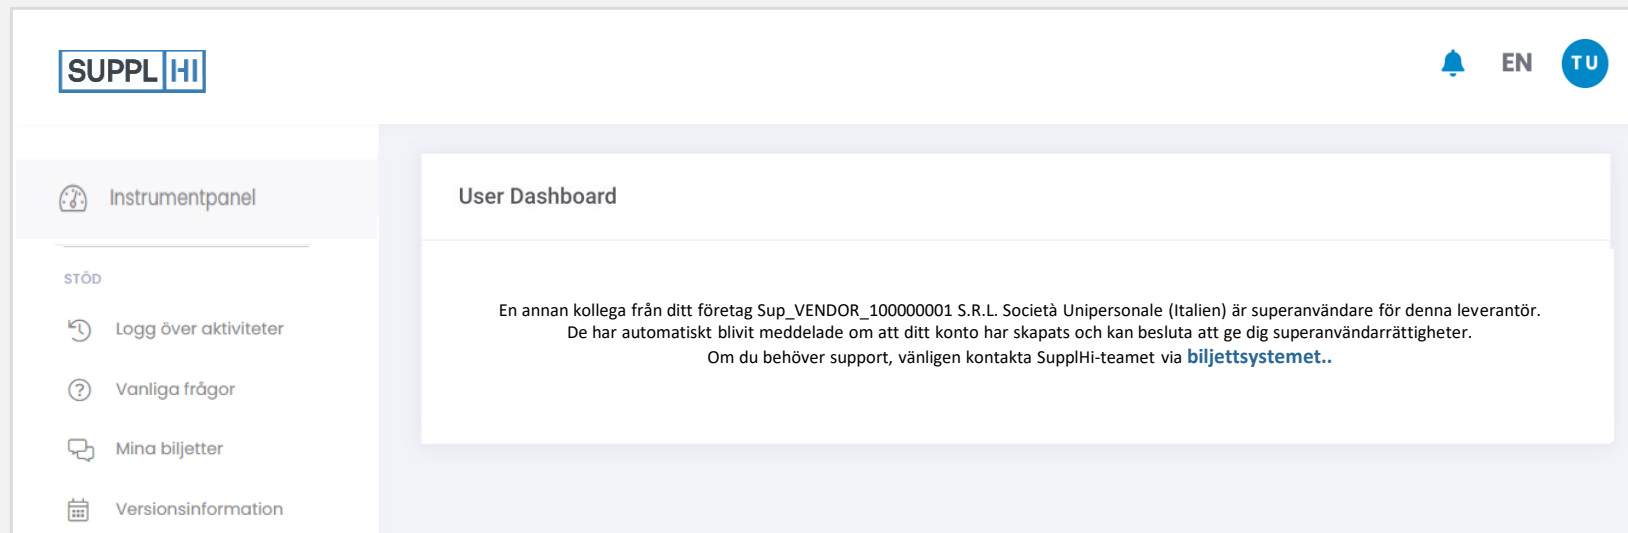 SUPPLHI
EN
TU
Instrumentpanel
User Dashboard
STÖD
Logg över aktiviteter
Vanliga frågor
Mina biljetter
Versionsinformation
En annan kollega från ditt företag Sup_VENDOR_100000001 S.R.L. Società Unipersonale (Italien) är superanvändare för denna leverantör.
De har automatiskt blivit meddelade om att ditt konto har skapats och kan besluta att ge dig superanvändarrättigheter.
Om du behöver support, vänligen kontakta SupplHi-teamet via biljettsystemet..